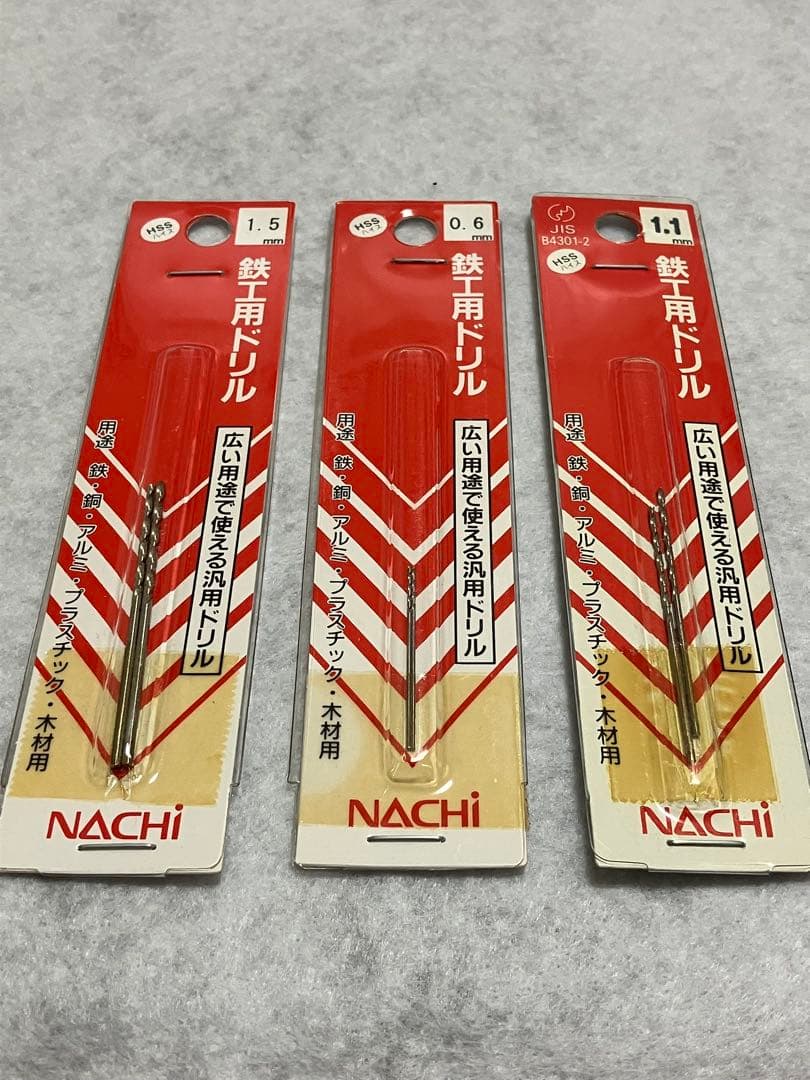 HSS
ハイス
1.5
mm
鉄工用ドリル
広い用途で使える汎用ドリル
用途 鉄・銅・アルミ・プラスチック・木材用
NACHi
HSS
ハイス
0.6
mm
鉄工用ドリル
広い用途で使える汎用ドリル
用途 鉄・銅・アルミ・プラスチック・木材用
NACHi
JIS
B4301-2
HSS
ハイス
1.1
mm
鉄工用ドリル
広い用途で使える汎用ドリル
用途 鉄・銅・アルミ・プラスチック・木材用
NACHi